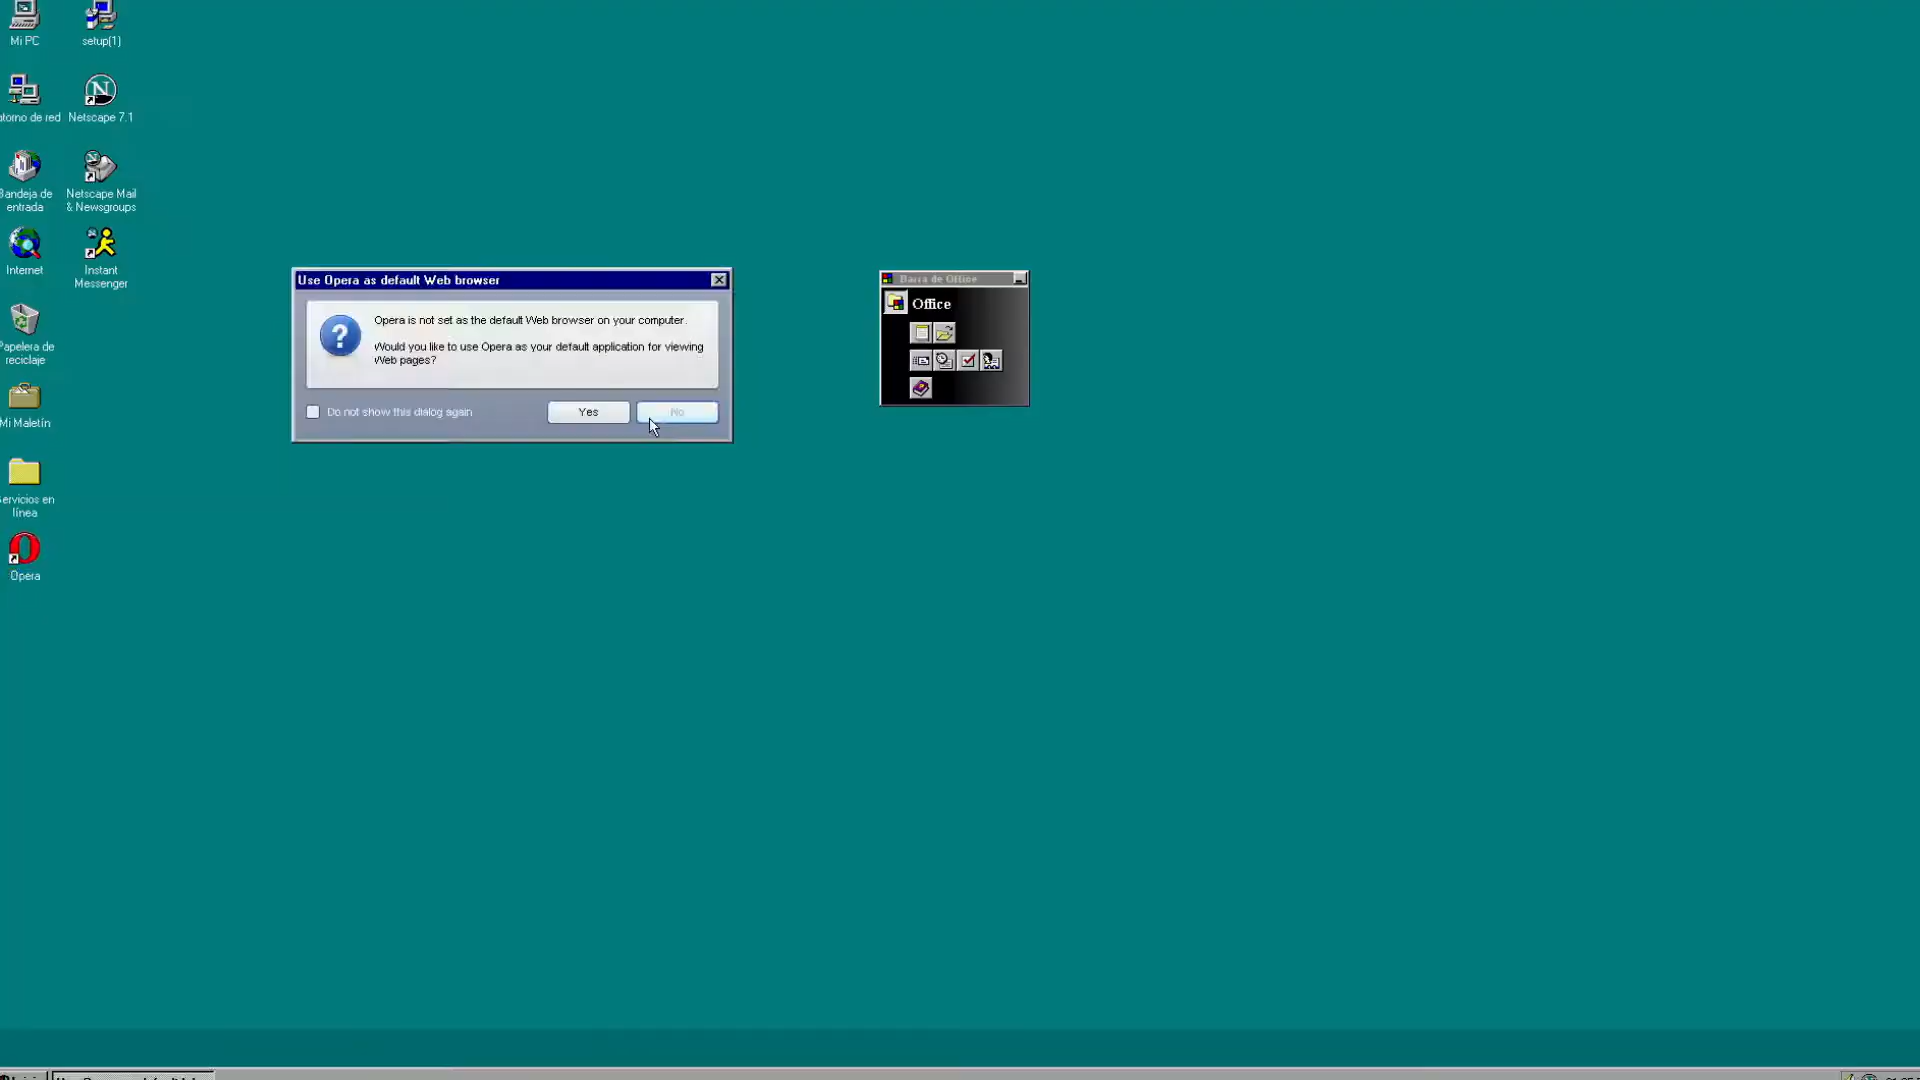 Mi PC
setup(1)
Netscape 7.1
Netscape Mail
& Newsgroups
entrada
Internet
Instant
Messenger
reciclaje
línea
Opera
Use Opera as default Web browser
Opera is not set as the default Web browser on your computer.
Would you like to use Opera as your default application for viewing
Web pages?
Do not show this dialog again
Yes
No
Barra de Office
Office
de red
de
Papelera de
Mi Maletín
en